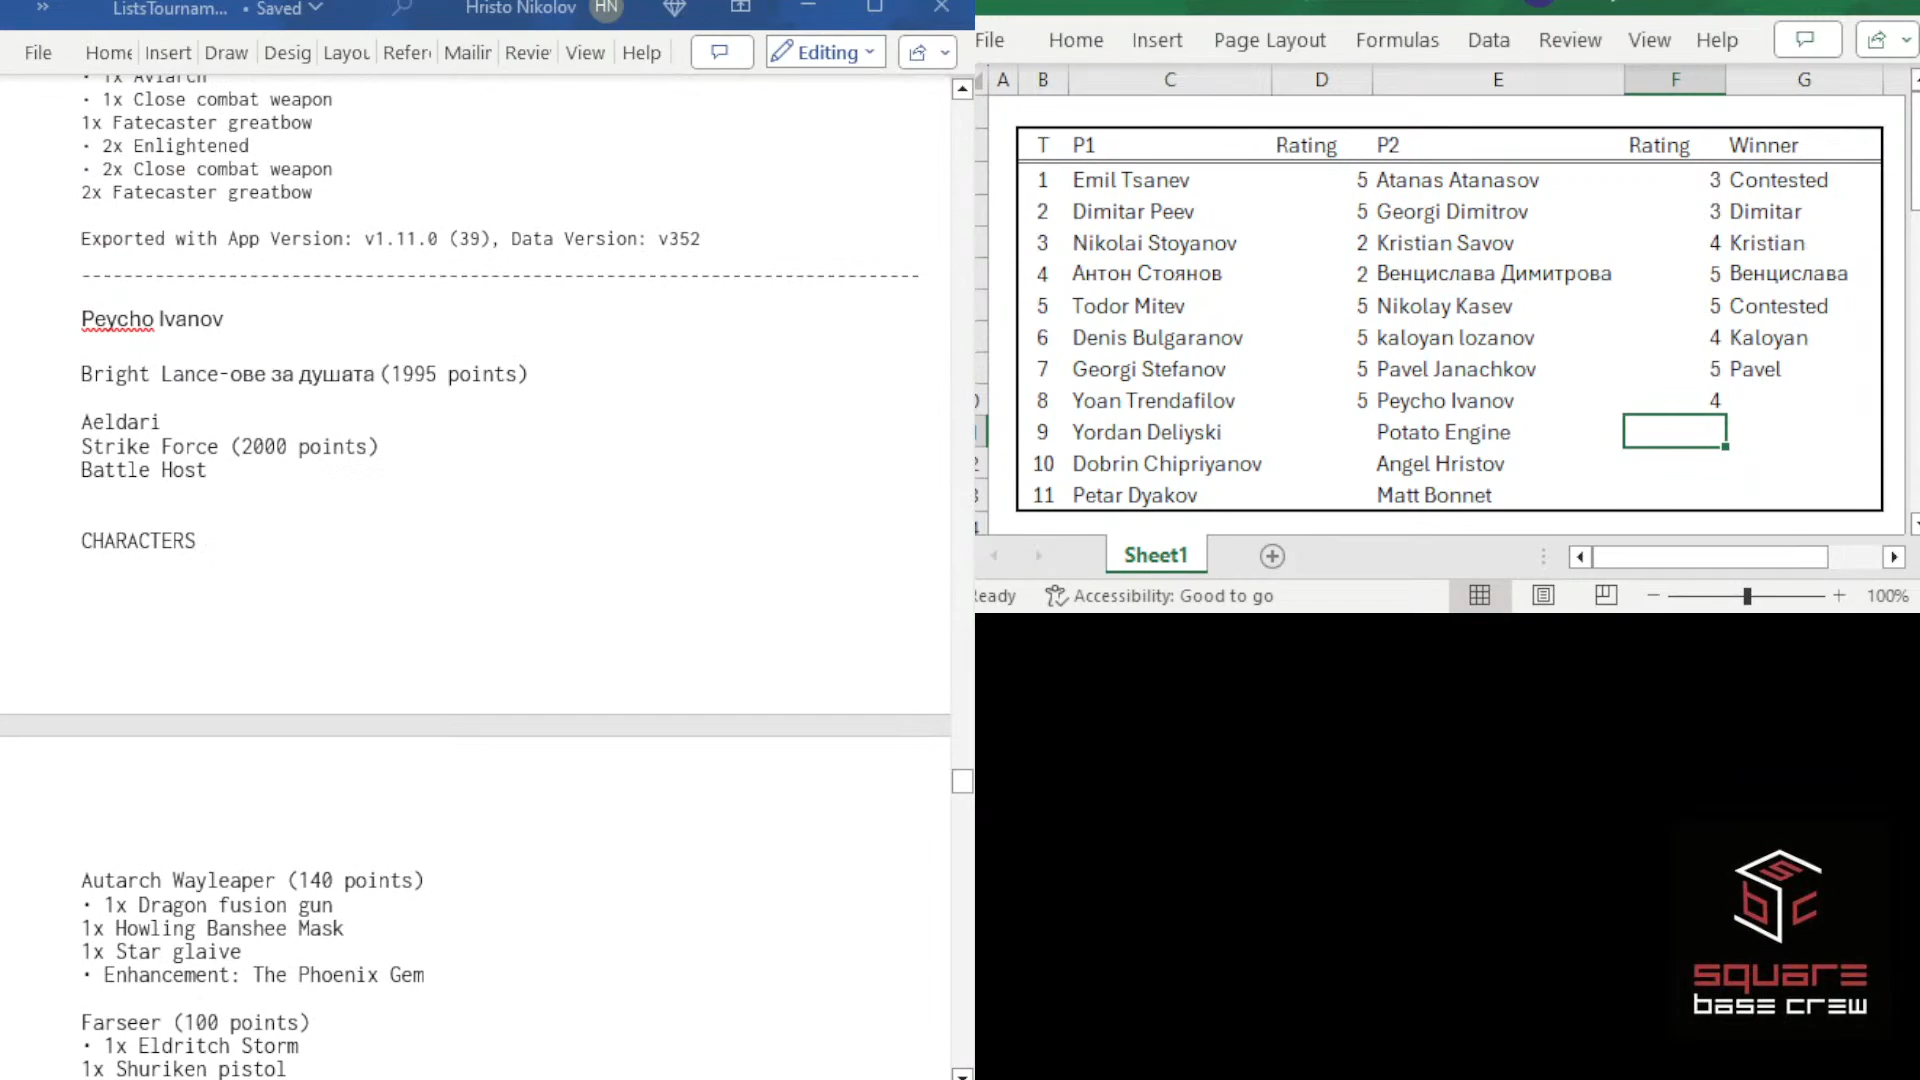 ListsTournam... • Saved
Hristo Nikolov HN
File Home Insert Draw Desig Layou Refer Mailin Revie View Help Editing
• 1x Aviarch
• 1x Close combat weapon
1x Fatecaster greatbow
• 2x Enlightened
• 2x Close combat weapon
2x Fatecaster greatbow
Exported with App Version: v1.11.0 (39), Data Version: v352
Peycho Ivanov
Bright Lance-ове за душата (1995 points)
Aeldari
Strike Force (2000 points)
Battle Host
CHARACTERS
Autarch Wayleaper (140 points)
• 1x Dragon fusion gun
1x Howling Banshee Mask
1x Star glaive
• Enhancement: The Phoenix Gem
Farseer (100 points)
• 1x Eldritch Storm
1x Shuriken pistol
File Home Insert Page Layout Formulas Data Review View Help
A B C D E F G
T P1 Rating P2 Rating Winner
1 Emil Tsanev 5 Atanas Atanasov 3 Contested
2 Dimitar Peev 5 Georgi Dimitrov 3 Dimitar
3 Nikolai Stoyanov 2 Kristian Savov 4 Kristian
4 Антон Стоянов 2 Венцислава Димитрова 5 Венцислава
5 Todor Mitev 5 Nikolay Kasev 5 Contested
6 Denis Bulgaranov 5 kaloyan lozanov 4 Kaloyan
7 Georgi Stefanov 5 Pavel Janachkov 5 Pavel
8 Yoan Trendafilov 5 Peycho Ivanov 4
9 Yordan Deliyski Potato Engine
10 Dobrin Chipriyanov Angel Hristov
11 Petar Dyakov Matt Bonnet
Sheet1
eady Accessibility: Good to go 100%
sbc
square
base crew